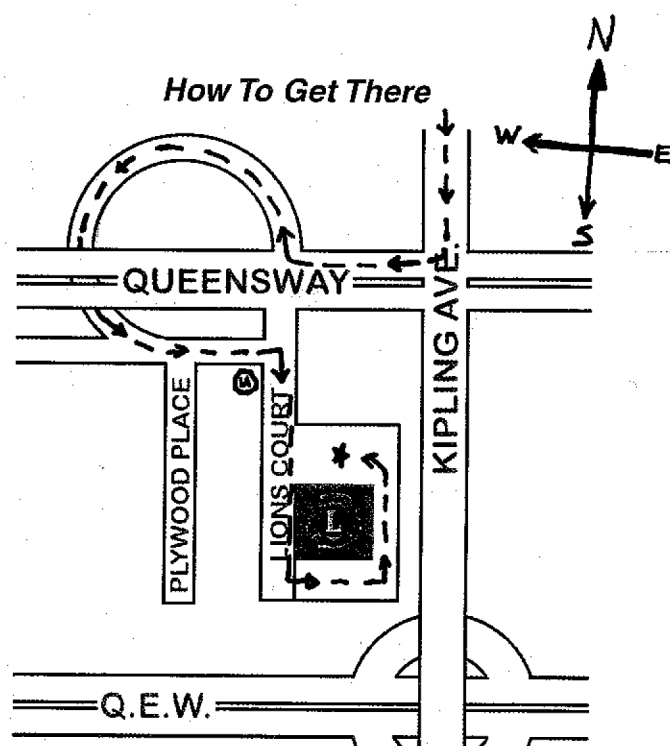 N
How To Get There
W
E
S
QUEENSWAY
KIPLING AVE.
PLYWOOD PLACE
LIONS COURT
L
Q.E.W.